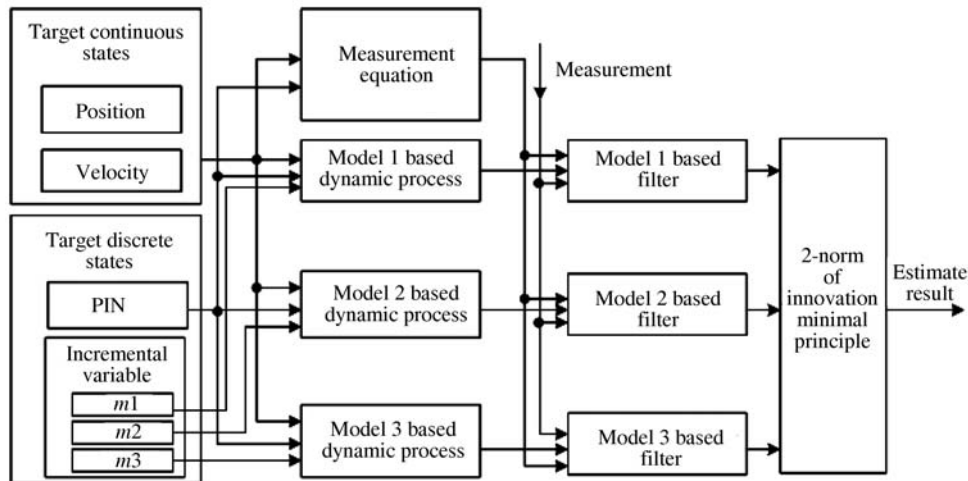 Target continuous
states
Position
Velocity
Target discrete
states
PIN
Incremental
variable
m1
m2
m3
Measurement
equation
Model 1 based
dynamic process
Model 2 based
dynamic process
Model 3 based
dynamic process
Measurement
Model 1 based
filter
Model 2 based
filter
Model 3 based
filter
2-norm
of
innovation
minimal
principle
Estimate
result